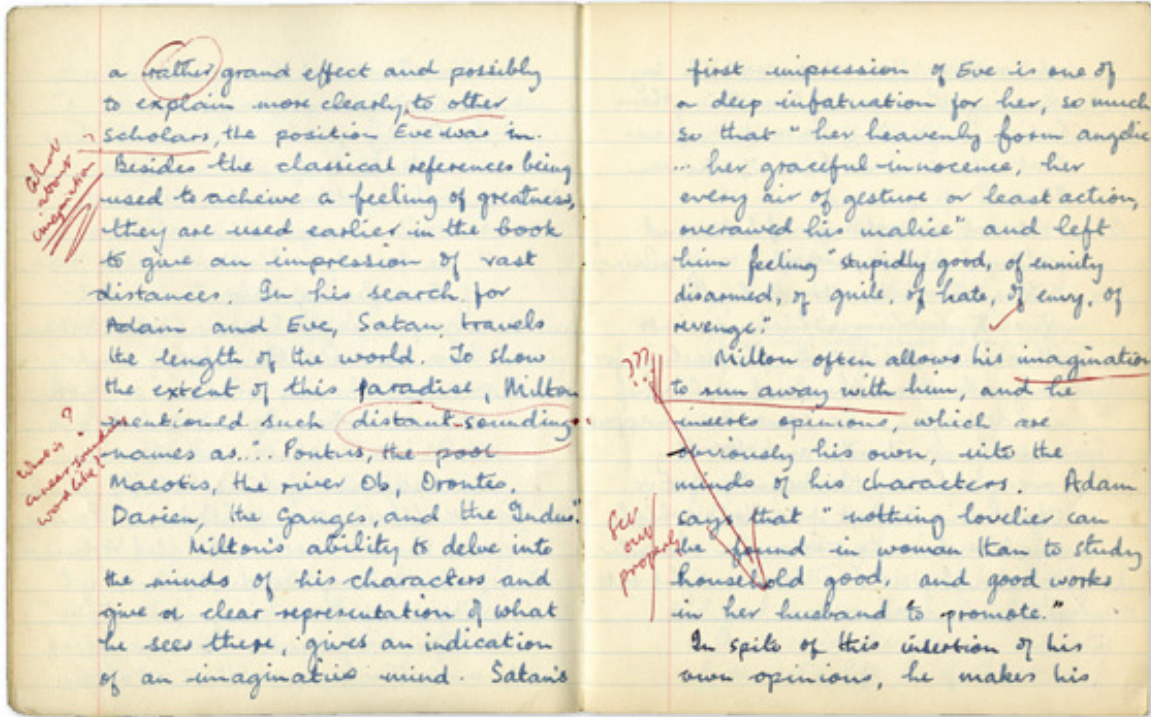 a rather grand effect and possibly
to explain more clearly, to other
scholars, the position Eve was in.
Besides the classical references being
used to acheive a feeling of greatness,
they are used earlier in the book
to give an impression of vast
distances. In his search for
Adam and Eve, Satan travels
the length of the world. To show
the extent of this paradise, Milton
mentioned such distant-sounding
names as... Pontus, the pool
Maeotis, the river Ob, Orontes,
Darien, the Ganges, and the Indus."
Milton's ability to delve into
the minds of his characters and
give a clear representation of what
he sees there, gives an indication
of an imaginative mind. Satan's
?
what
about
imagination
?
What is
a near-sounding
word like?
first impression of Eve is one of
a deep infatuation for her, so much
so that "her heavenly form angelic
... her graceful innocence, her
every air of gesture or least action,
overawed his malice" and left
him feeling "stupidly good, of enmity
disarmed, of guile, of hate, of envy, of
revenge."
Milton often allows his imagination
to run away with him, and he
inserts opinions, which are
obviously his own, into the
minds of his characters. Adam
says that "nothing lovelier can
be found in woman than to study
household good, and good works
in her husband to promote."
In spite of this insertion of his
own opinions, he makes his
???
Set
out
properly